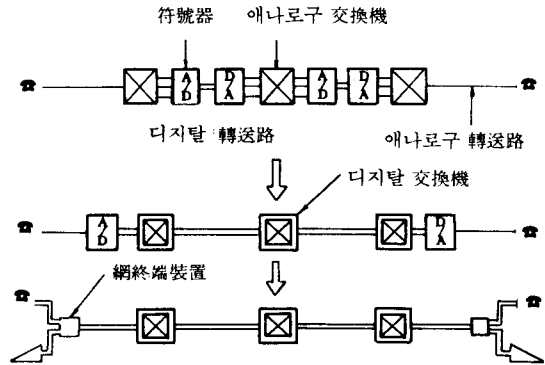 符號器 애나로구 交換機
A/D D/A A/D D/A
디지탈 轉送路
애나로구 轉送路
디지탈 交換機
A/D D/A
網終端裝置